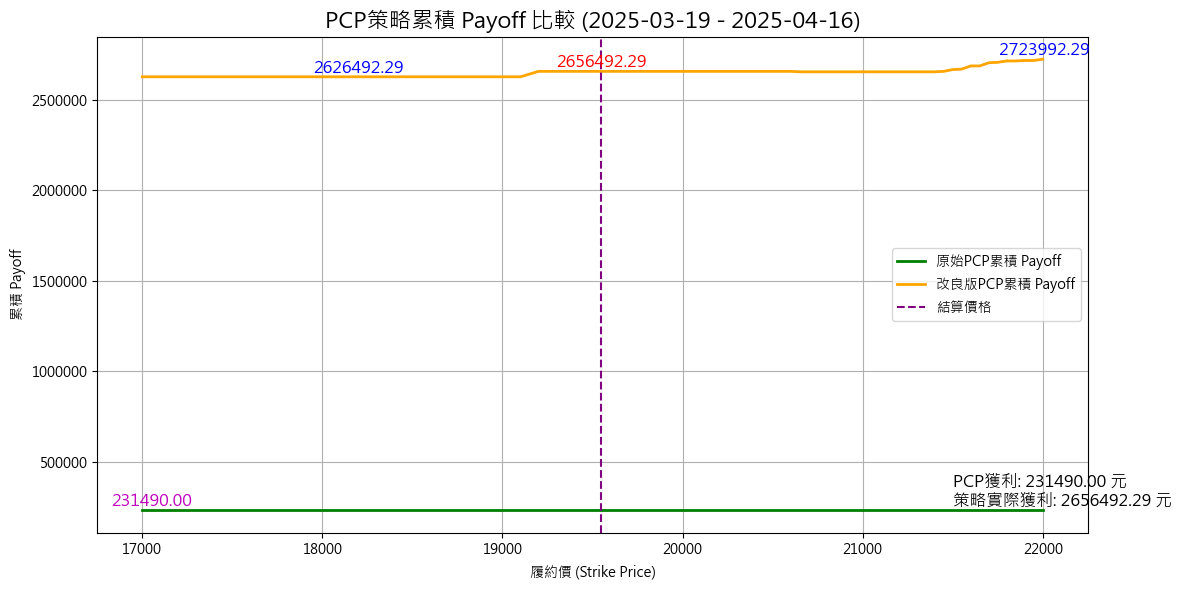 PCP策略累積 Payoff 比較 (2025-03-19 - 2025-04-16)
2723992.29
2626492.29
2656492.29
2500000
2000000
1500000
1000000
500000
累積 Payoff
原始PCP累積 Payoff
改良版PCP累積 Payoff
結算價格
PCP獲利: 231490.00 元
策略實際獲利: 2656492.29 元
231490.00
17000
18000
19000
20000
21000
22000
履約價 (Strike Price)